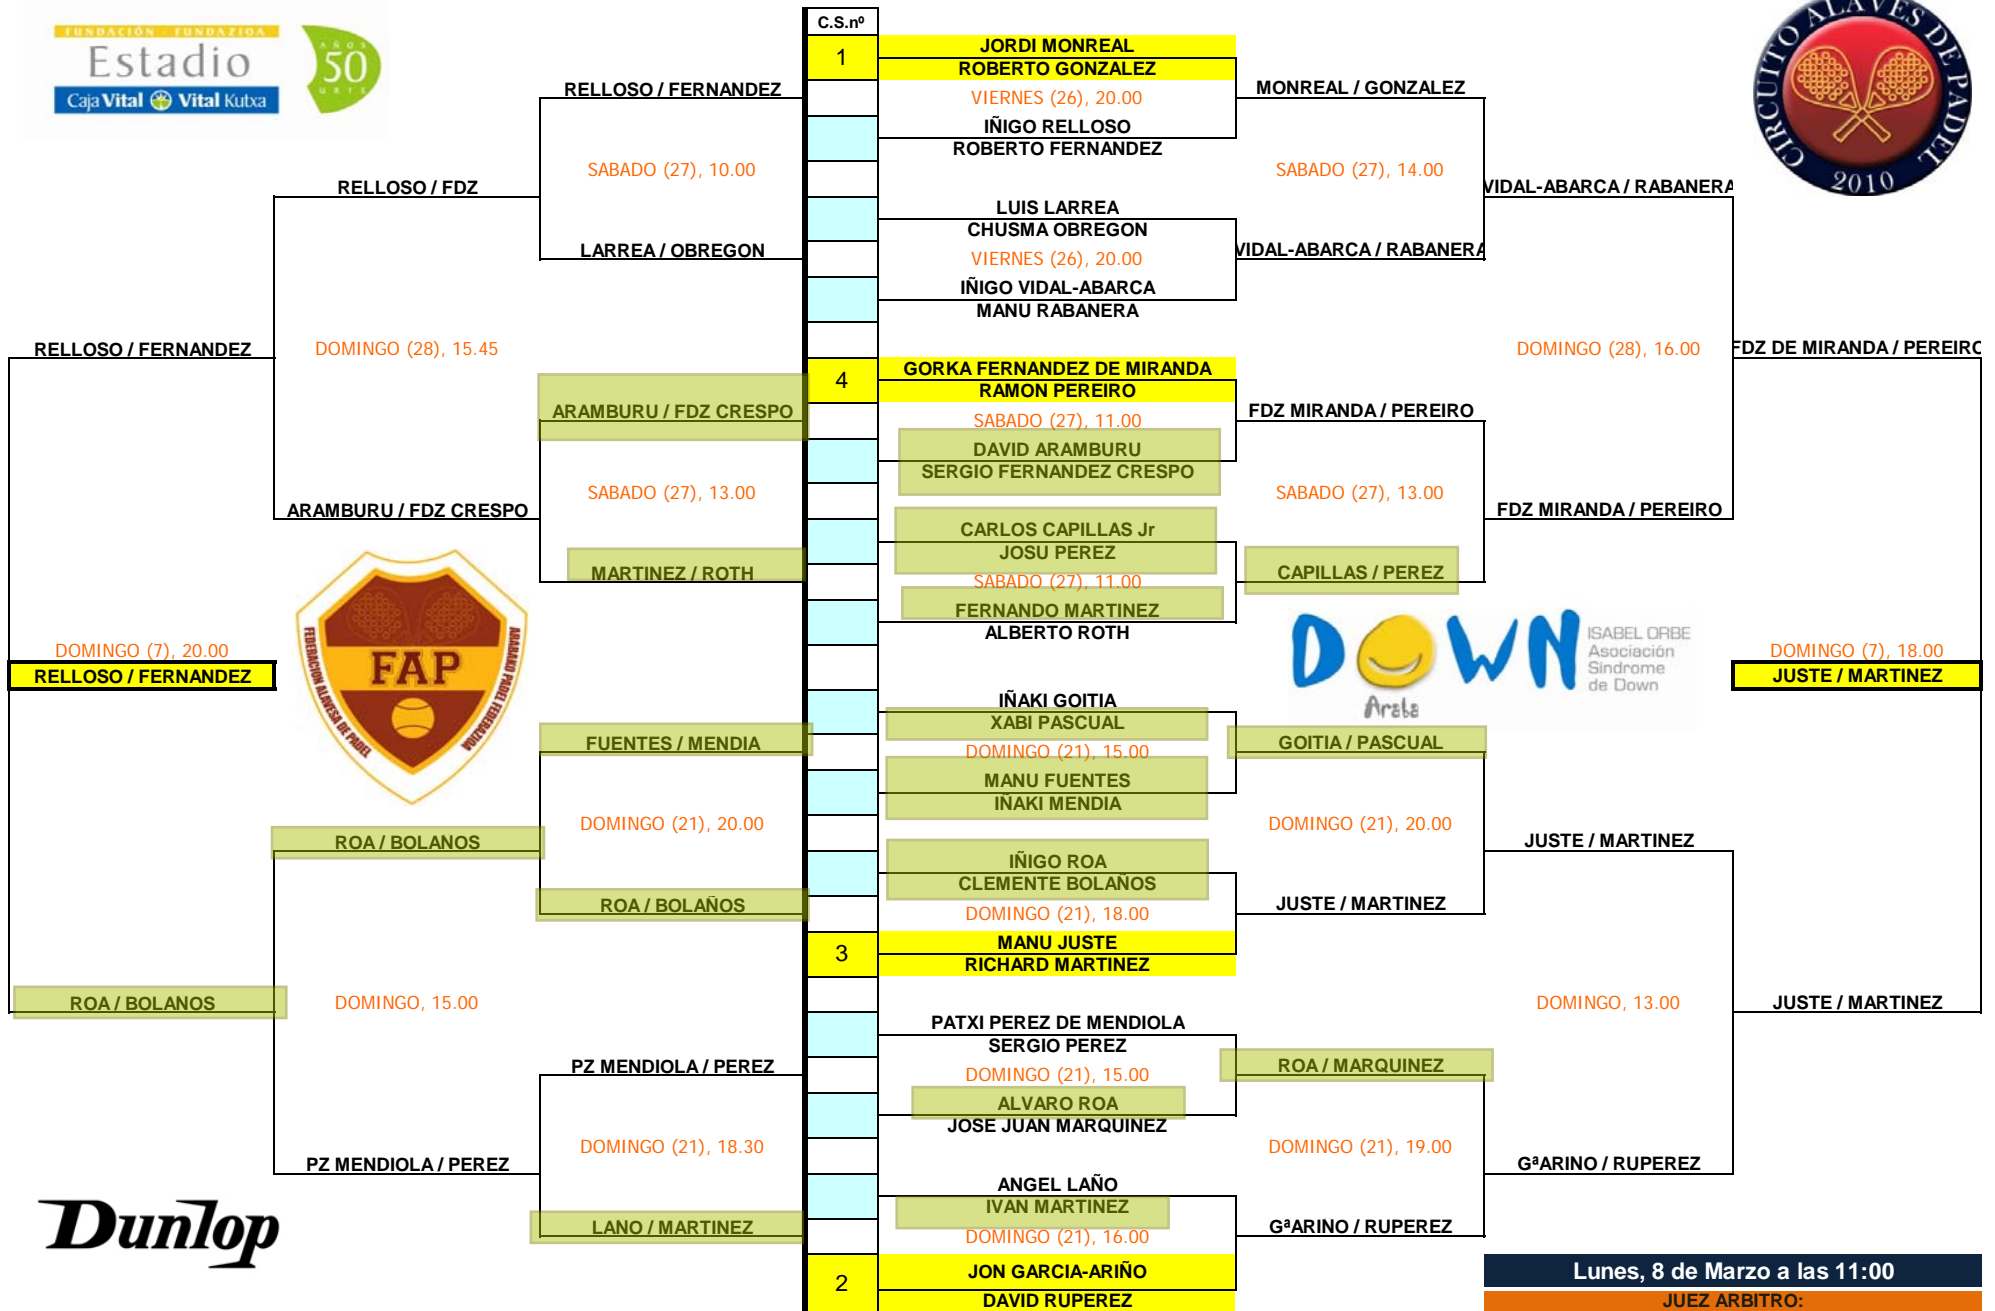 C.S.nº
FUNDACIÓN · FUNDAZIOA
Estadio
Caja Vital Vital Kutxa
AÑOS
50
URTE
CIRCUITO ALAVES DE PADEL
2010
1
JORDI MONREAL
ROBERTO GONZALEZ
RELLOSO / FERNANDEZ
VIERNES (26), 20.00
MONREAL / GONZALEZ
IÑIGO RELLOSO
ROBERTO FERNANDEZ
SABADO (27), 10.00
SABADO (27), 14.00
RELLOSO / FDZ
VIDAL-ABARCA / RABANERA
LUIS LARREA
CHUSMA OBREGON
LARREA / OBREGON
VIERNES (26), 20.00
VIDAL-ABARCA / RABANERA
IÑIGO VIDAL-ABARCA
MANU RABANERA
RELLOSO / FERNANDEZ
DOMINGO (28), 15.45
DOMINGO (28), 16.00
FDZ DE MIRANDA / PEREIRO
4
GORKA FERNANDEZ DE MIRANDA
RAMON PEREIRO
ARAMBURU / FDZ CRESPO
SABADO (27), 11.00
FDZ MIRANDA / PEREIRO
DAVID ARAMBURU
SERGIO FERNANDEZ CRESPO
SABADO (27), 13.00
SABADO (27), 13.00
ARAMBURU / FDZ CRESPO
FDZ MIRANDA / PEREIRO
CARLOS CAPILLAS Jr
JOSU PEREZ
MARTINEZ / ROTH
SABADO (27), 11.00
CAPILLAS / PEREZ
FERNANDO MARTINEZ
ALBERTO ROTH
FAP
FEDERACION ALAVESA DE PADEL
ARABAKO PADEL FEDERAZIOA
DOWN
Araba
ISABEL ORBE
Asociación
Síndrome
de Down
DOMINGO (7), 20.00
RELLOSO / FERNANDEZ
DOMINGO (7), 18.00
JUSTE / MARTINEZ
IÑAKI GOITIA
XABI PASCUAL
FUENTES / MENDIA
DOMINGO (21), 15.00
GOITIA / PASCUAL
MANU FUENTES
IÑAKI MENDIA
DOMINGO (21), 20.00
DOMINGO (21), 20.00
ROA / BOLANOS
JUSTE / MARTINEZ
IÑIGO ROA
CLEMENTE BOLAÑOS
ROA / BOLAÑOS
DOMINGO (21), 18.00
JUSTE / MARTINEZ
3
MANU JUSTE
RICHARD MARTINEZ
ROA / BOLANOS
DOMINGO, 15.00
DOMINGO, 13.00
JUSTE / MARTINEZ
PATXI PEREZ DE MENDIOLA
SERGIO PEREZ
PZ MENDIOLA / PEREZ
DOMINGO (21), 15.00
ROA / MARQUINEZ
ALVARO ROA
JOSE JUAN MARQUINEZ
DOMINGO (21), 18.30
DOMINGO (21), 19.00
PZ MENDIOLA / PEREZ
GªARINO / RUPEREZ
ANGEL LAÑO
IVAN MARTINEZ
LANO / MARTINEZ
DOMINGO (21), 16.00
GªARINO / RUPEREZ
Dunlop
2
JON GARCIA-ARIÑO
DAVID RUPEREZ
Lunes, 8 de Marzo a las 11:00
JUEZ ARBITRO: